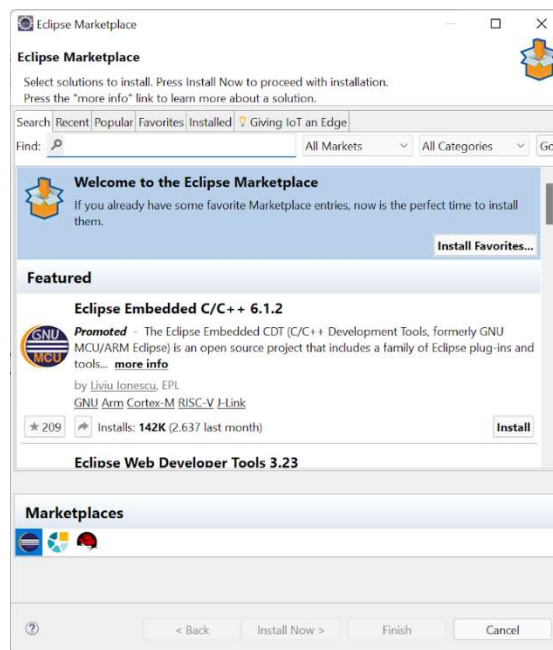 Eclipse Marketplace
Eclipse Marketplace
Select solutions to install. Press Install Now to proceed with installation.
Press the "more info" link to learn more about a solution.
Search Recent Popular Favorites Installed Giving IoT an Edge
Find: All Markets All Categories Go
Welcome to the Eclipse Marketplace
If you already have some favorite Marketplace entries, now is the perfect time to install
them.
Install Favorites...
Featured
Eclipse Embedded C/C++ 6.1.2
GNU
MCU
Promoted - The Eclipse Embedded CDT (C/C++ Development Tools, formerly GNU
MCU/ARM Eclipse) is an open source project that includes a family of Eclipse plug-ins and
tools... more info
by Liviu Ionescu, EPL
GNU Arm Cortex-M RISC-V J-Link
209 Installs: 142K (2.637 last month) Install
Eclipse Web Developer Tools 3.23
Marketplaces
? < Back Install Now > Finish Cancel